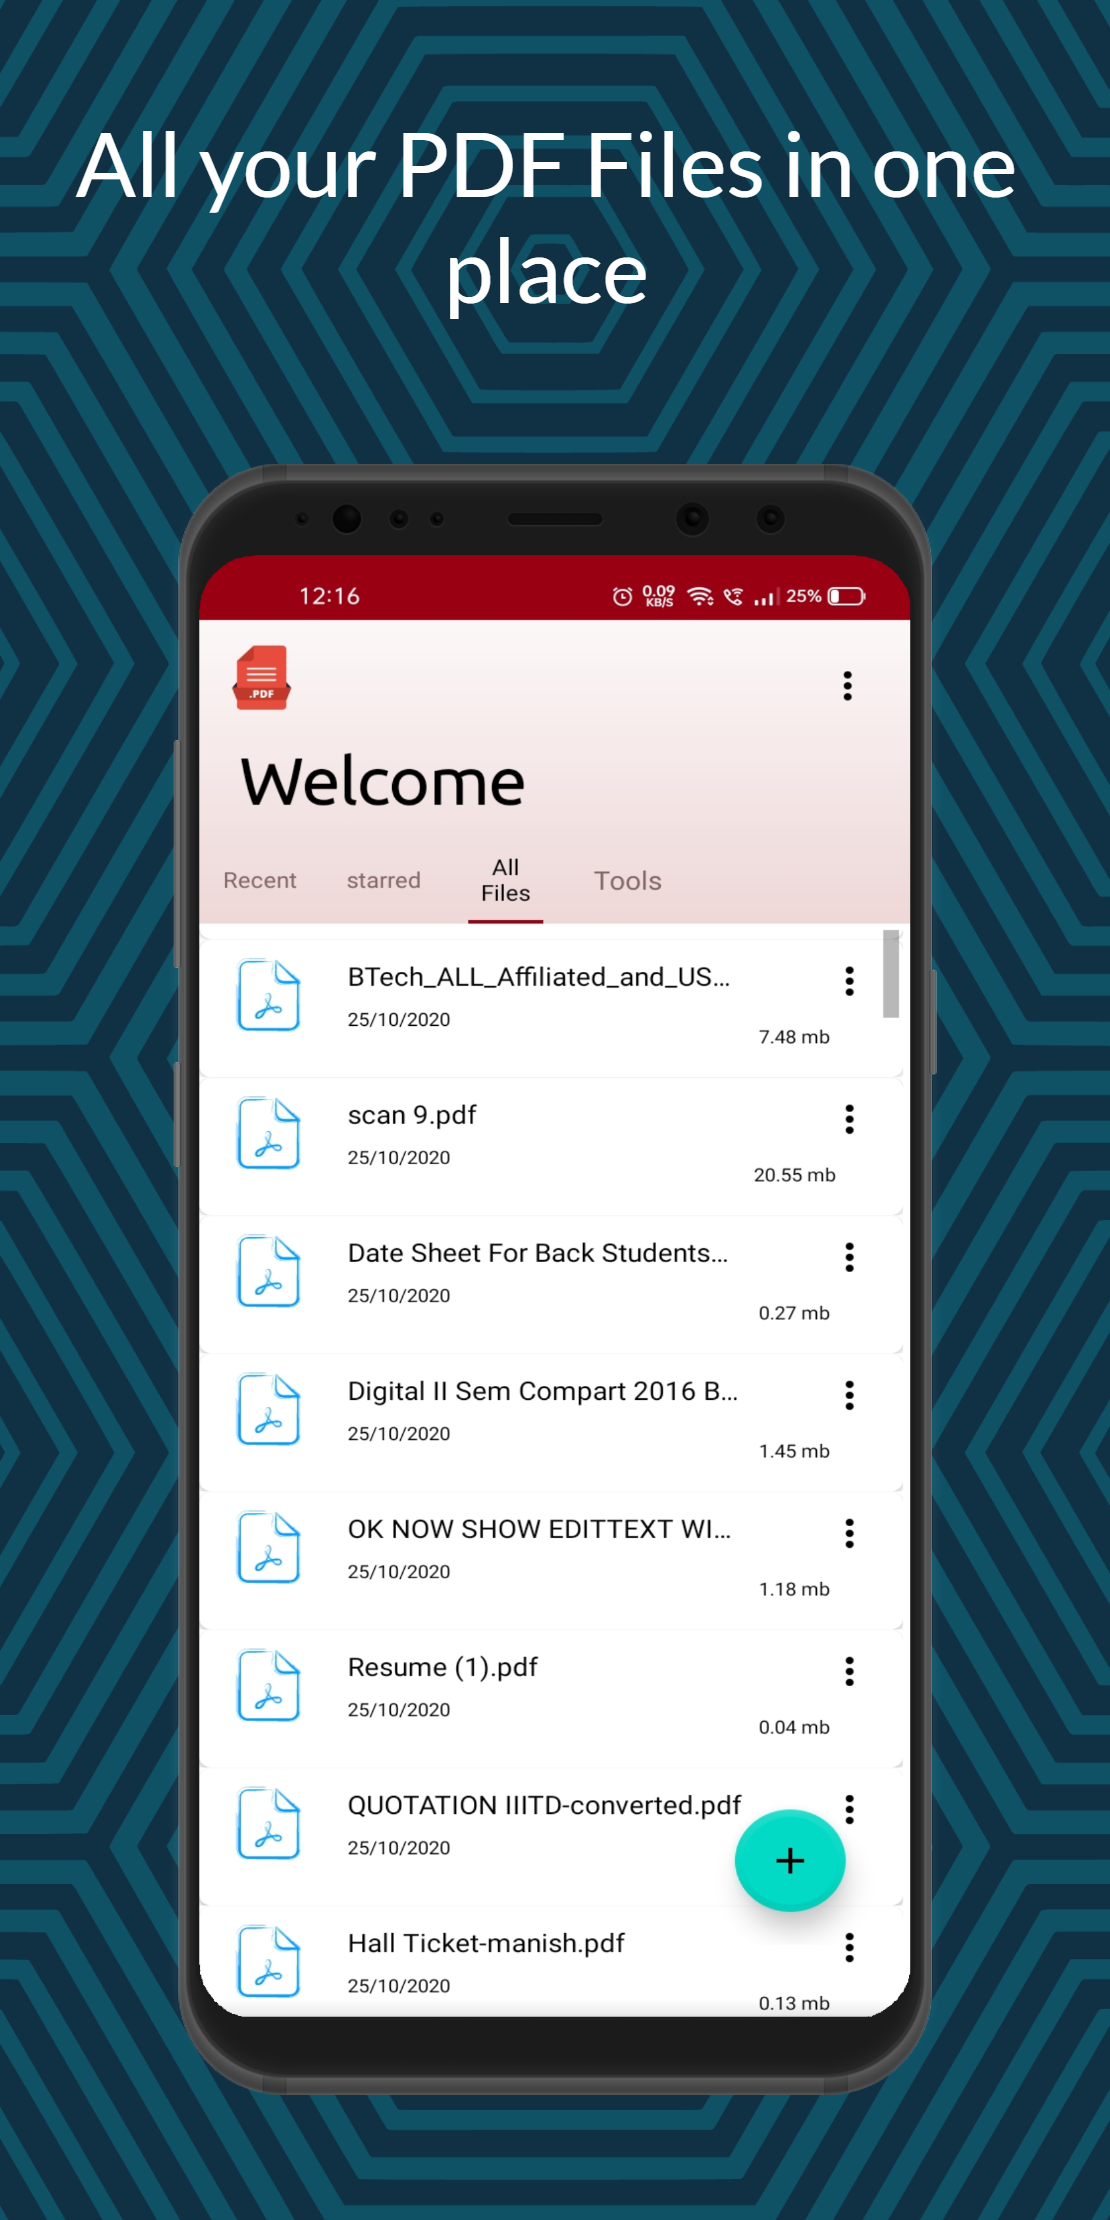 All your PDF Files in one
place
12:16
0.09
KB/S
25%
.PDF
Welcome
Recent starred All Files Tools
BTech_ALL_Affiliated_and_US...
25/10/2020
7.48 mb
scan 9.pdf
25/10/2020
20.55 mb
Date Sheet For Back Students...
25/10/2020
0.27 mb
Digital II Sem Compart 2016 B...
25/10/2020
1.45 mb
OK NOW SHOW EDITTEXT WI...
25/10/2020
1.18 mb
Resume (1).pdf
25/10/2020
0.04 mb
QUOTATION IIITD-converted.pdf
25/10/2020
Hall Ticket-manish.pdf
25/10/2020
0.13 mb